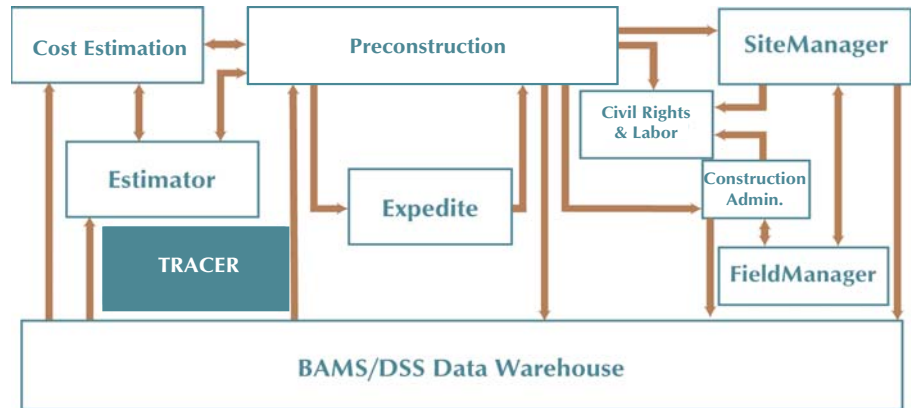 Cost Estimation
Preconstruction
SiteManager
Civil Rights
& Labor
Estimator
Expedite
Construction
Admin.
TRACER
FieldManager
BAMS/DSS Data Warehouse